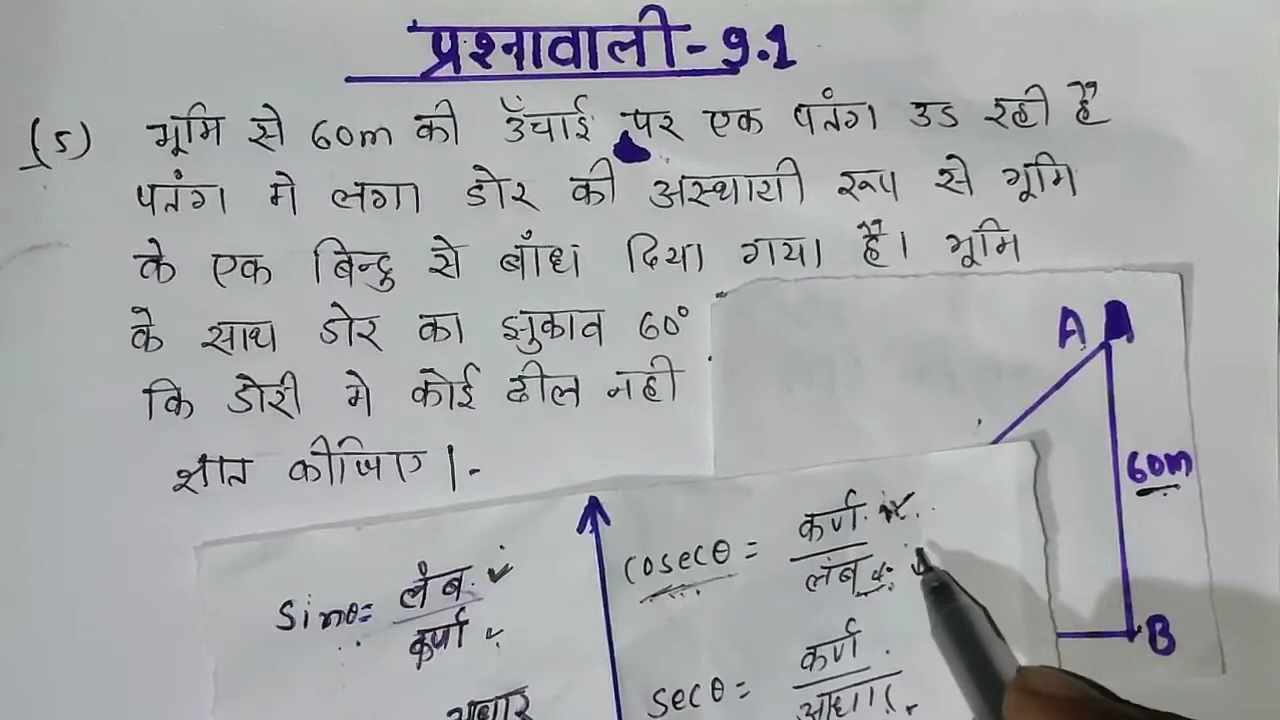 प्रश्नावाली - 9.1
(5) भूमि से 60m की उँचाई पर एक पतंग उड रही है
पतंग मे लगा डोर की अस्थायी रूप से भूमि
के एक बिन्दु से बाँध दिया गया है। भूमि
के साथ डोर का झुकाव 60°
कि डोरी मे कोई ढील नही
ज्ञात कीजिए।-
A
60m
B
sinθ = लंब / कर्ण
आधार
cosecθ = कर्ण / लंब
secθ = कर्ण / आधार